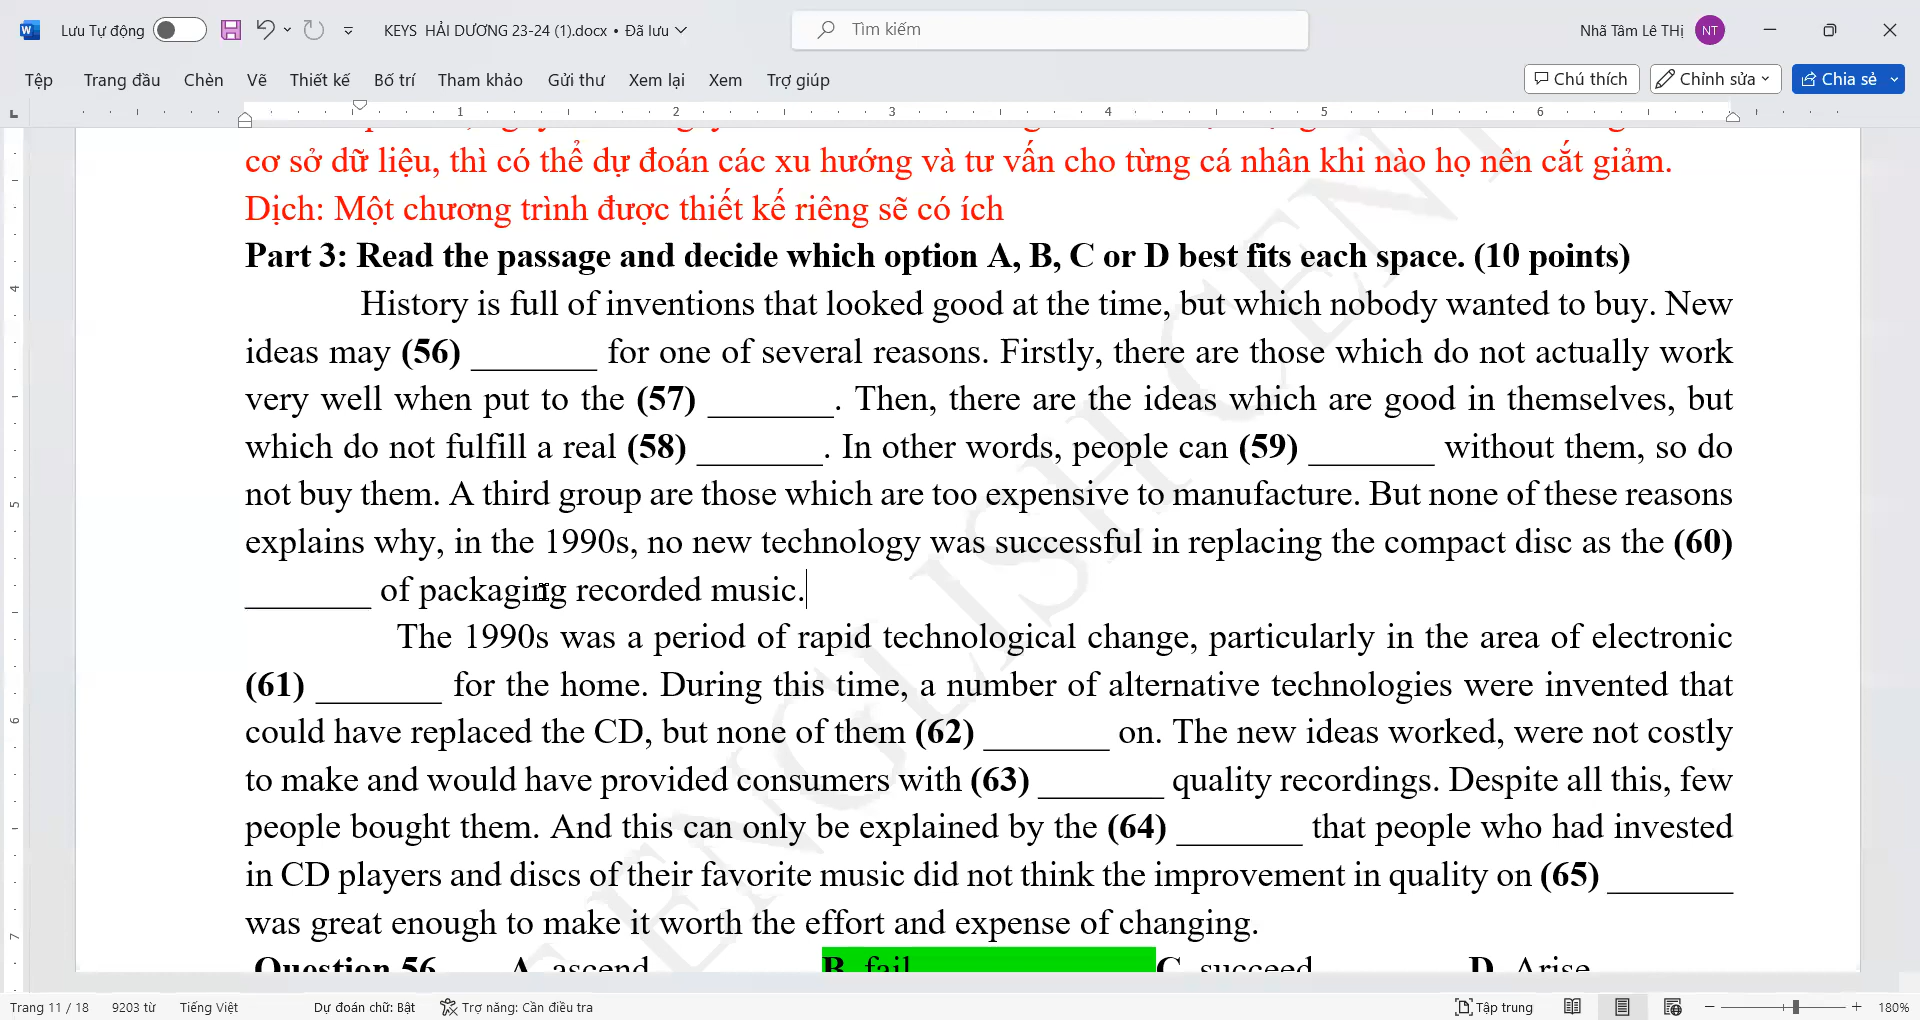 Lưu Tự động
KEYS HẢI DƯƠNG 23-24 (1).docx • Đã lưu
Tìm kiếm
Nhã Tâm Lê THị
NT
Tệp Trang đầu Chèn Vẽ Thiết kế Bố trí Tham khảo Gửi thư Xem lại Xem Trợ giúp
Chú thích
Chỉnh sửa
Chia sẻ
1 2 3 4 5 6
cơ sở dữ liệu, thì có thể dự đoán các xu hướng và tư vấn cho từng cá nhân khi nào họ nên cắt giảm.
Dịch: Một chương trình được thiết kế riêng sẽ có ích
Part 3: Read the passage and decide which option A, B, C or D best fits each space. (10 points)
History is full of inventions that looked good at the time, but which nobody wanted to buy. New
ideas may (56) _______ for one of several reasons. Firstly, there are those which do not actually work
very well when put to the (57) _______. Then, there are the ideas which are good in themselves, but
which do not fulfill a real (58) _______. In other words, people can (59) _______ without them, so do
not buy them. A third group are those which are too expensive to manufacture. But none of these reasons
explains why, in the 1990s, no new technology was successful in replacing the compact disc as the (60)
_______ of packaging recorded music.
The 1990s was a period of rapid technological change, particularly in the area of electronic
(61) _______ for the home. During this time, a number of alternative technologies were invented that
could have replaced the CD, but none of them (62) _______ on. The new ideas worked, were not costly
to make and would have provided consumers with (63) _______ quality recordings. Despite all this, few
people bought them. And this can only be explained by the (64) _______ that people who had invested
in CD players and discs of their favorite music did not think the improvement in quality on (65) _______
was great enough to make it worth the effort and expense of changing.
Question 56 A. ascend B. fail C. succeed D. Arise
4
5
6
7
ENGLISH CENT
Trang 11 / 18 9203 từ Tiếng Việt Dự đoán chữ: Bật Trợ năng: Cần điều tra
Tập trung
180%